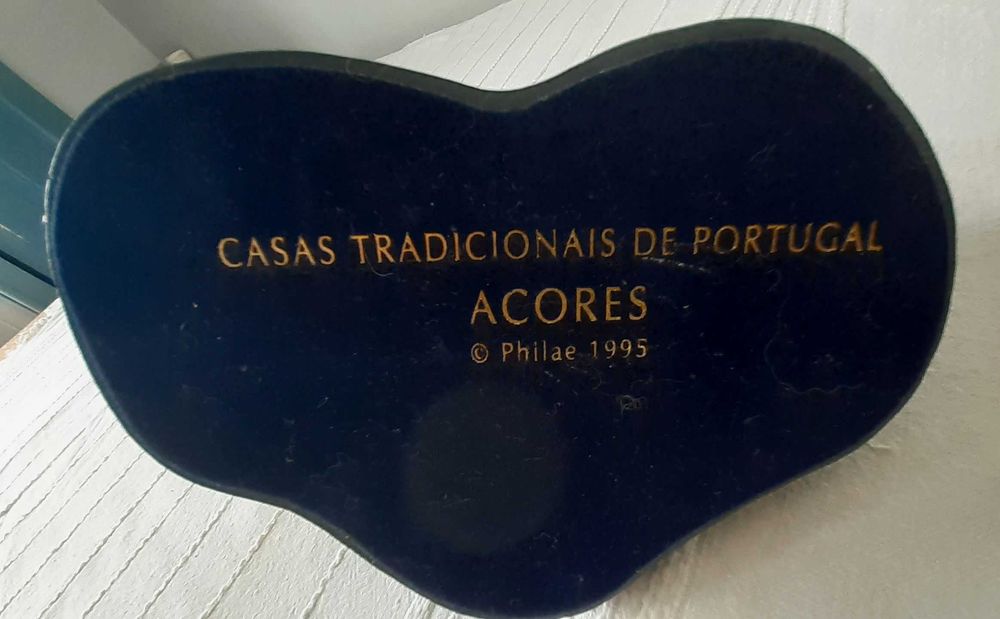 CASAS TRADICIONAIS DE PORTUGAL
ACORES
© Philae 1995